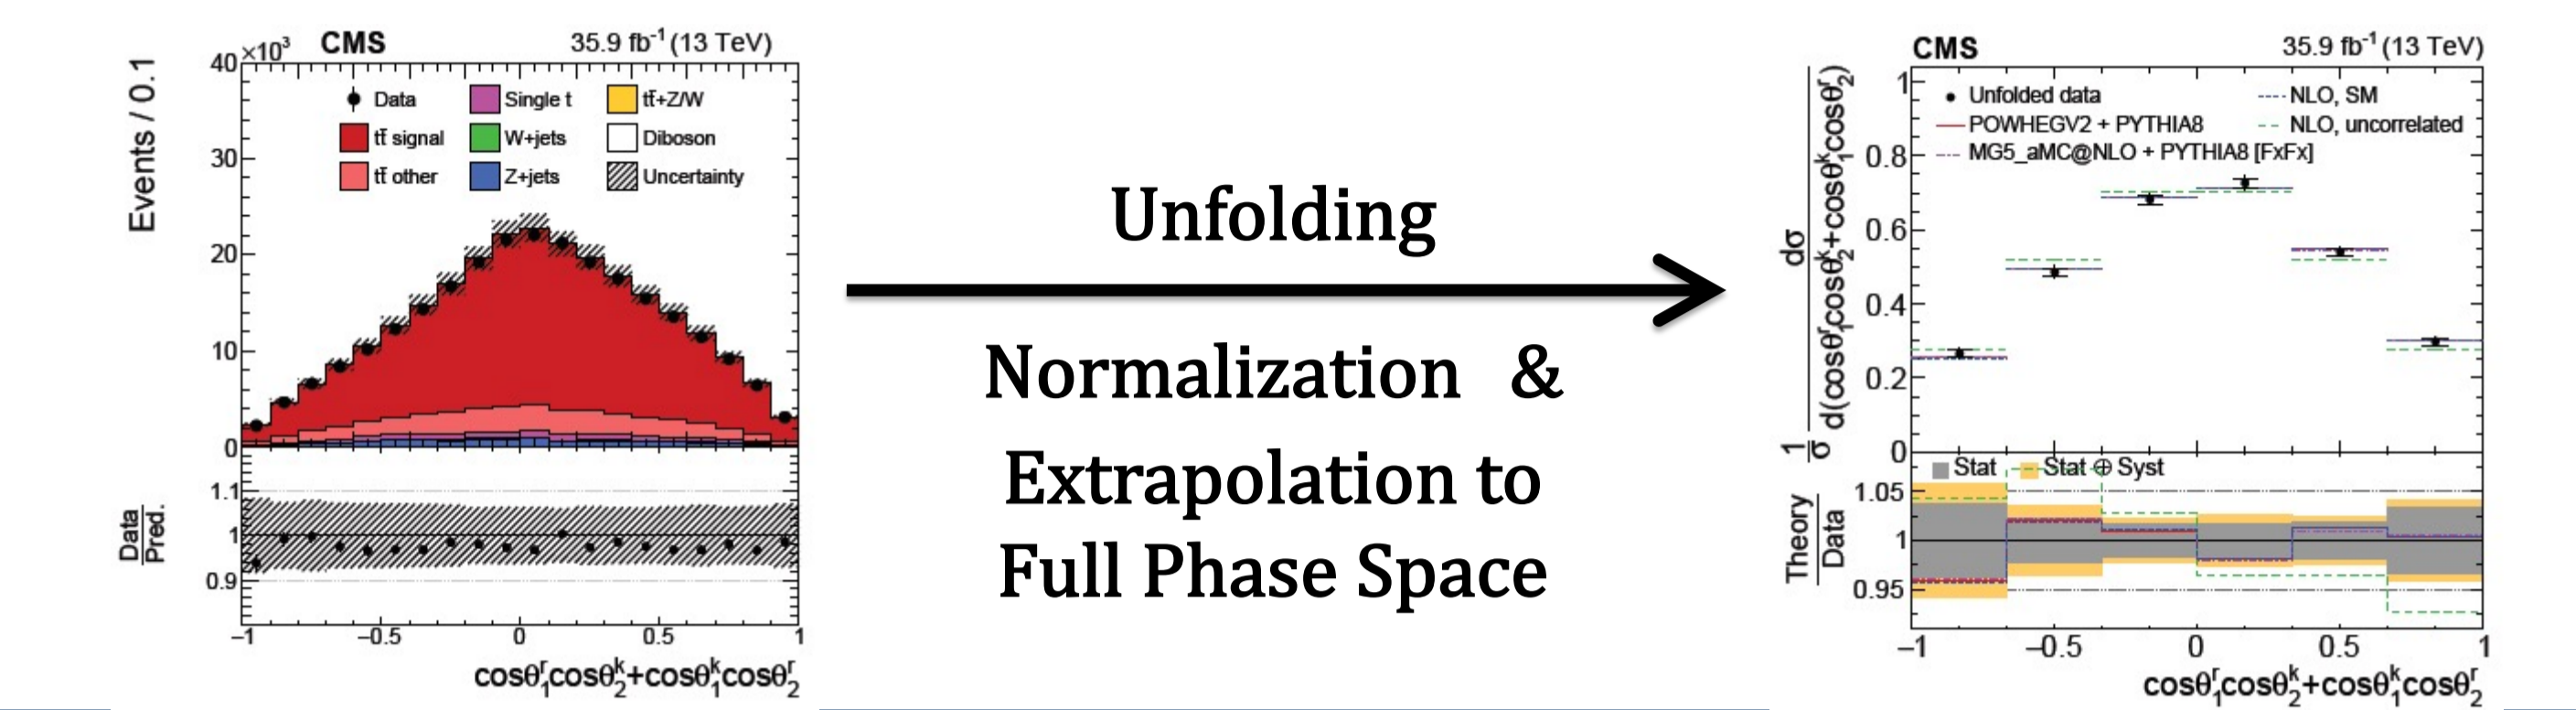 CMS 35.9 fb⁻¹ (13 TeV)
×10³
Events / 0.1
40
30
20
10
0
Data
Single t
tt̄+Z/W
tt̄ signal
W+jets
Diboson
tt̄ other
Z+jets
Uncertainty
Data
Pred.
1.1
1
0.9
−1 −0.5 0 0.5 1
cosθ₁ʳcosθ₂ᵏ+cosθ₁ᵏcosθ₂ʳ
Unfolding
Normalization &
Extrapolation to
Full Phase Space
CMS 35.9 fb⁻¹ (13 TeV)
1 dσ
σ d(cosθ₁ʳcosθ₂ᵏ+cosθ₁ᵏcosθ₂ʳ)
1
0.8
0.6
0.4
0.2
0
Unfolded data
NLO, SM
POWHEGV2 + PYTHIA8
NLO, uncorrelated
MG5_aMC@NLO + PYTHIA8 [FxFx]
Stat
Stat ⊕ Syst
Theory
Data
1.05
1
0.95
−1 −0.5 0 0.5 1
cosθ₁ʳcosθ₂ᵏ+cosθ₁ᵏcosθ₂ʳ